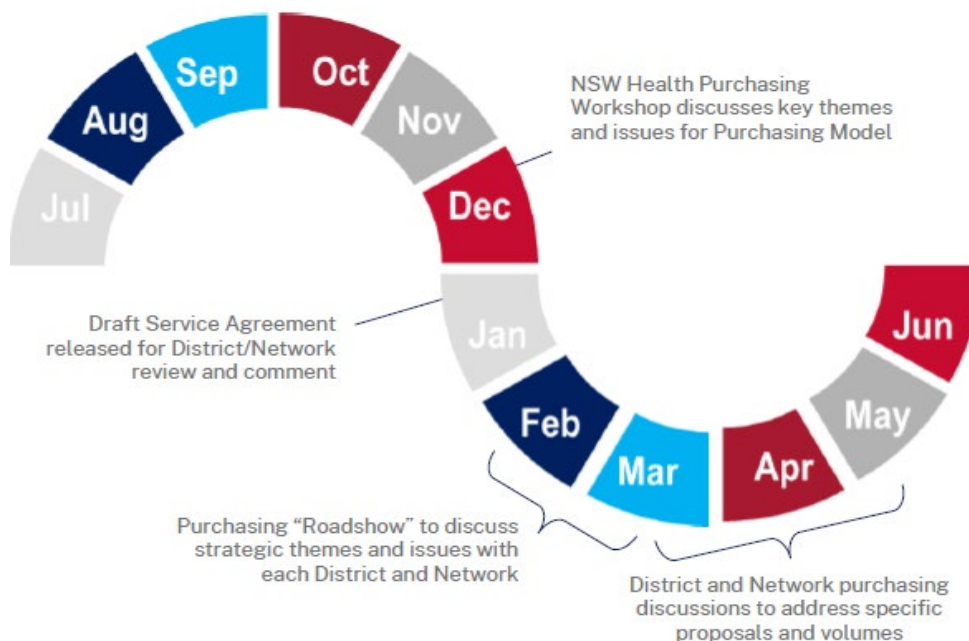 Jul
Aug
Sep
Oct
Nov
Dec
NSW Health Purchasing
Workshop discusses key themes
and issues for Purchasing Model
Jan
Draft Service Agreement
released for District/Network
review and comment
Feb
Mar
Apr
May
Jun
Purchasing “Roadshow” to discuss
strategic themes and issues with
each District and Network
District and Network purchasing
discussions to address specific
proposals and volumes